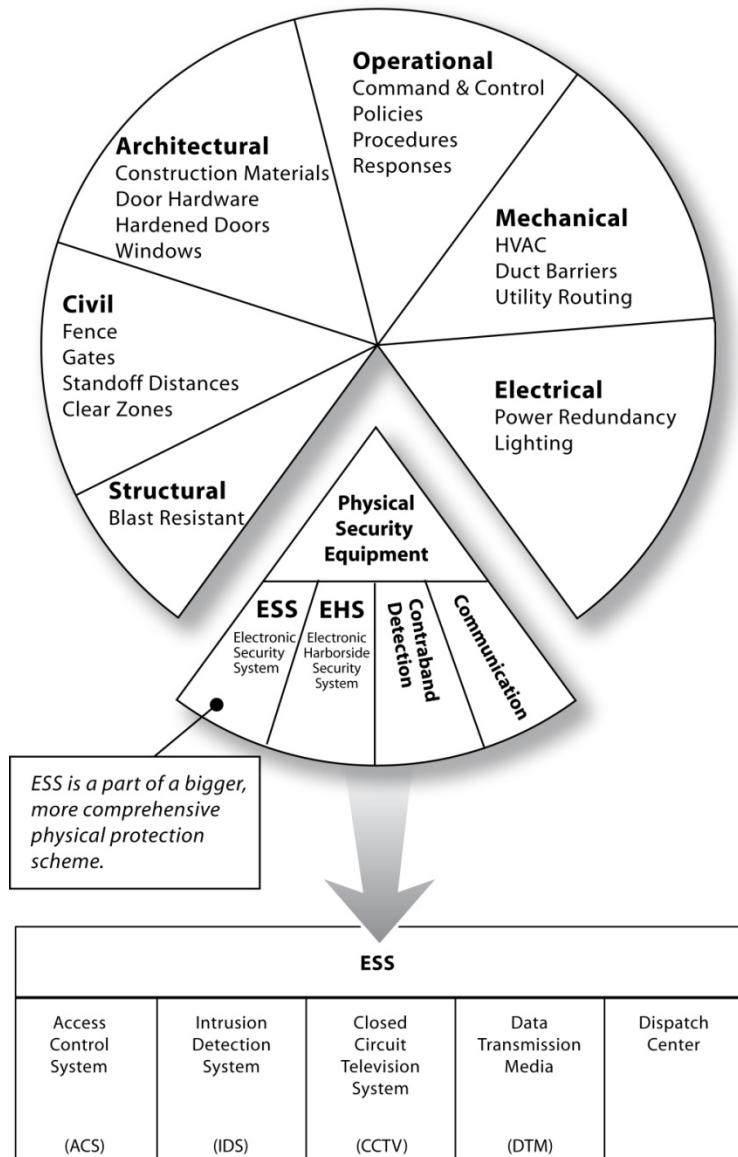 Operational
Command & Control
Policies
Procedures
Responses
Architectural
Construction Materials
Door Hardware
Hardened Doors
Windows
Mechanical
HVAC
Duct Barriers
Utility Routing
Civil
Fence
Gates
Standoff Distances
Clear Zones
Electrical
Power Redundancy
Lighting
Structural
Blast Resistant
Physical
Security
Equipment
ESS
Electronic
Security
System
EHS
Electronic
Harborside
Security
System
Contraband
Detection
Communication
ESS is a part of a bigger,
more comprehensive
physical protection
scheme.
ESS
Access
Control
System
(ACS)
Intrusion
Detection
System
(IDS)
Closed
Circuit
Television
System
(CCTV)
Data
Transmission
Media
(DTM)
Dispatch
Center